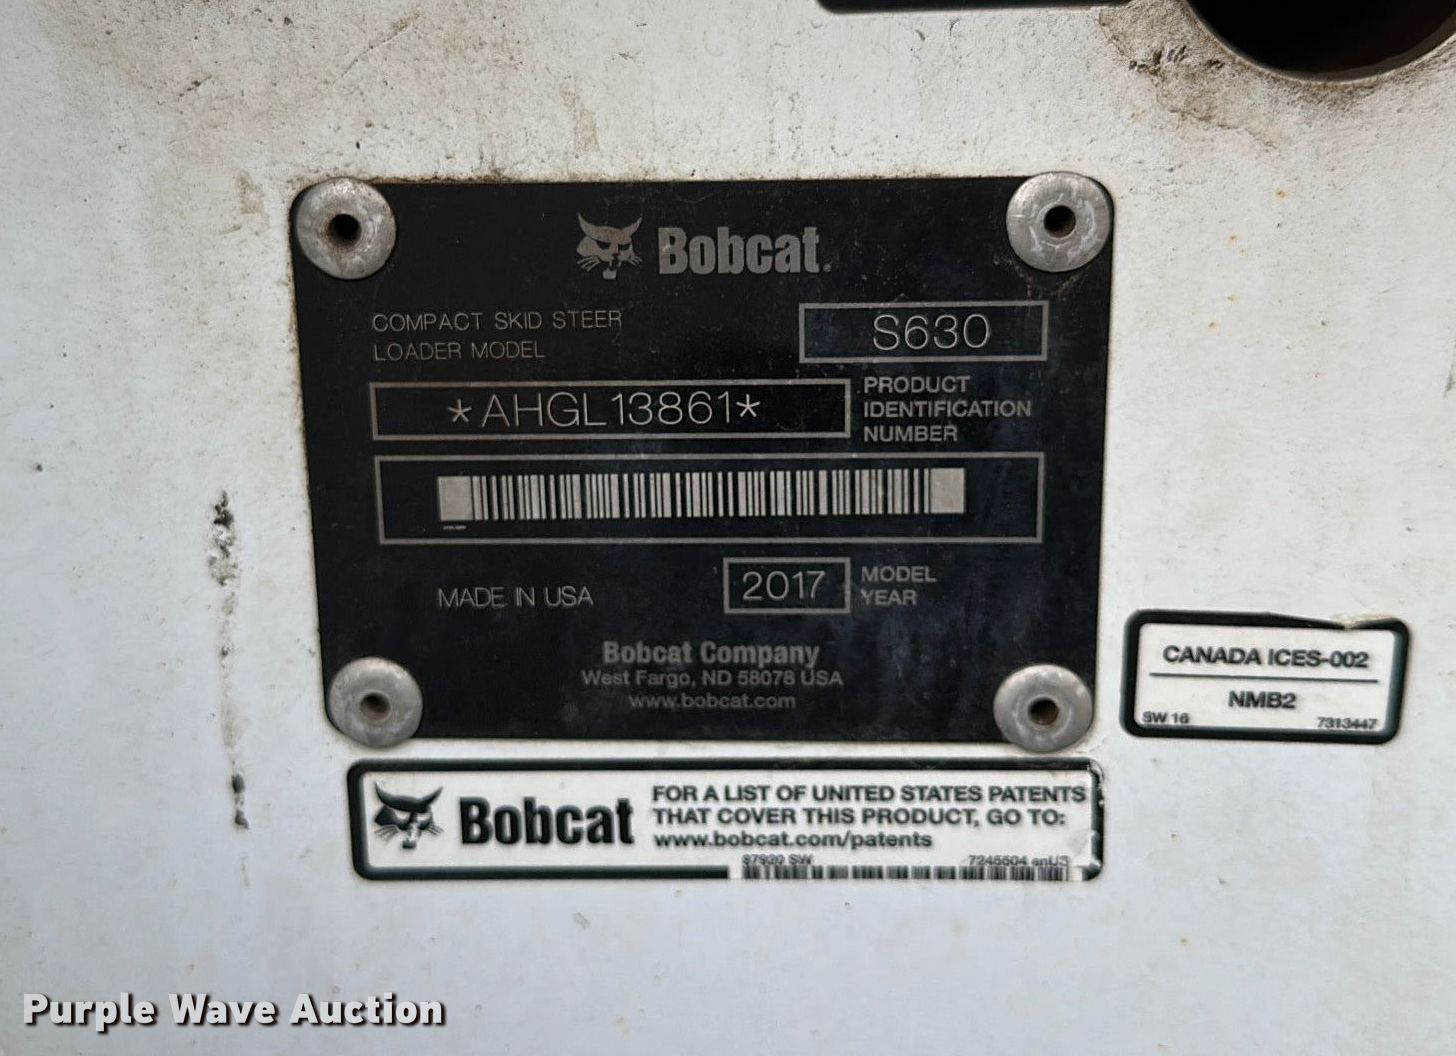 Bobcat®
COMPACT SKID STEER
LOADER MODEL
S630
*AHGL13861*
PRODUCT
IDENTIFICATION
NUMBER
MADE IN USA
2017
MODEL
YEAR
Bobcat Company
West Fargo, ND 58078 USA
www.bobcat.com
CANADA ICES-002
NMB2
SW 16
7313447
Bobcat
FOR A LIST OF UNITED STATES PATENTS
THAT COVER THIS PRODUCT, GO TO:
www.bobcat.com/patents
87920 SW
7245504 enUS
Purple Wave Auction